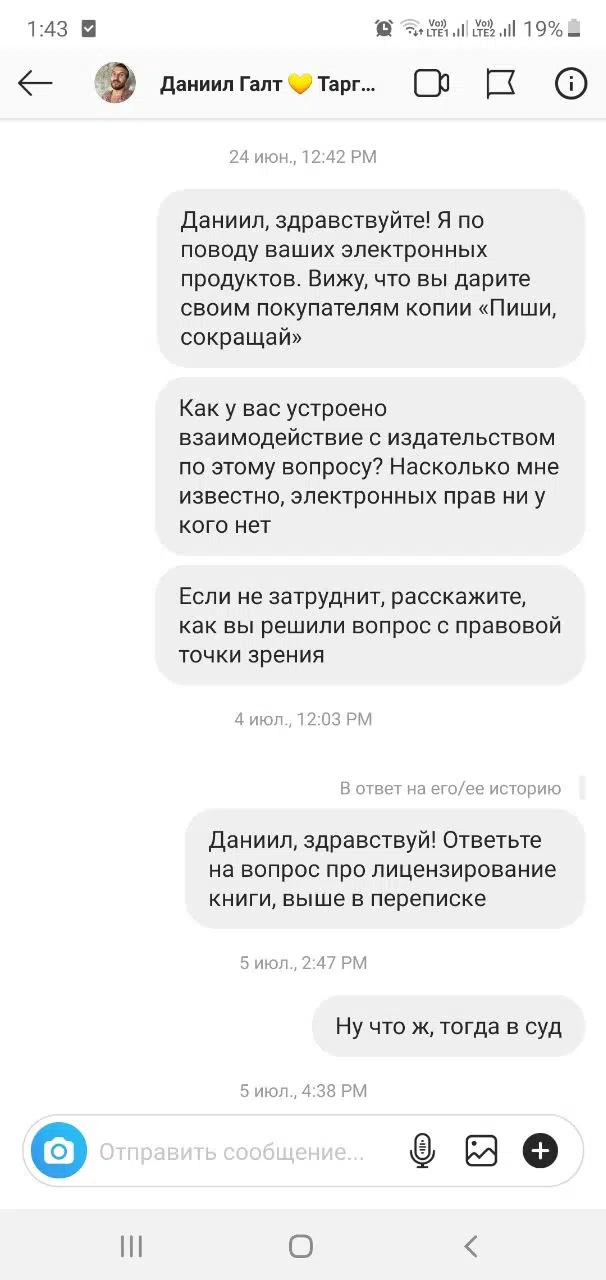 1:43
Vo)) LTE1 Vo)) LTE2 19%
Даниил Галт 💛 Тарг...
24 июн., 12:42 PM
Даниил, здравствуйте! Я по
поводу ваших электронных
продуктов. Вижу, что вы дарите
своим покупателям копии «Пиши,
сокращай»
Как у вас устроено
взаимодействие с издательством
по этому вопросу? Насколько мне
известно, электронных прав ни у
кого нет
Если не затруднит, расскажите,
как вы решили вопрос с правовой
точки зрения
4 июл., 12:03 PM
В ответ на его/ее историю
Даниил, здравствуй! Ответьте
на вопрос про лицензирование
книги, выше в переписке
5 июл., 2:47 PM
Ну что ж, тогда в суд
5 июл., 4:38 PM
Отправить сообщение...